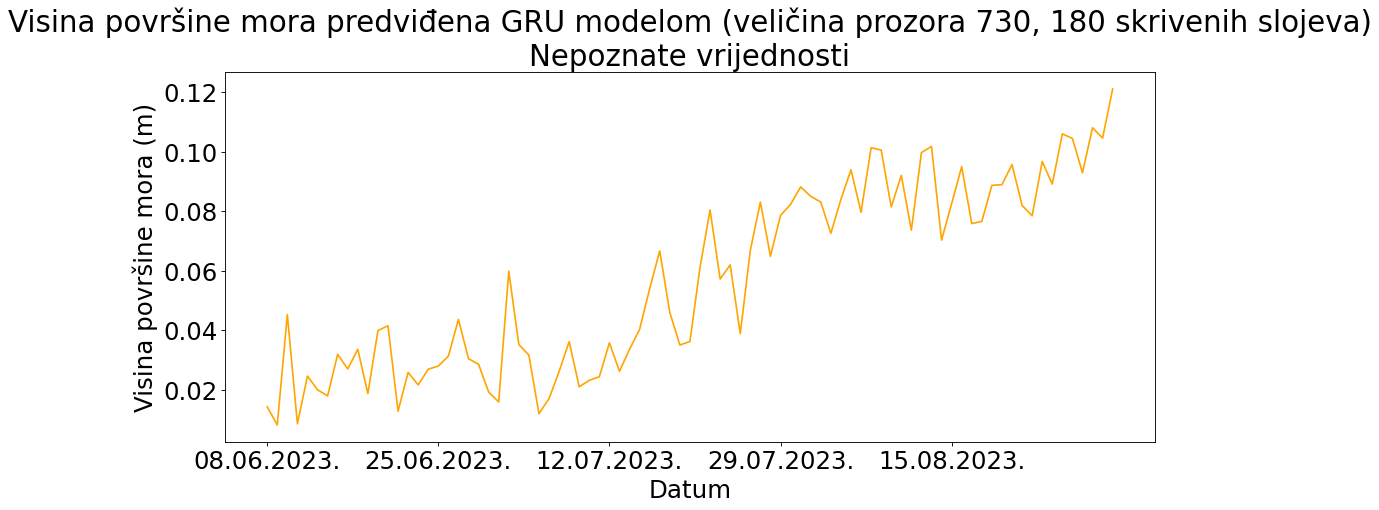 Visina površine mora predviđena GRU modelom (veličina prozora 730, 180 skrivenih slojeva)
Nepoznate vrijednosti
Visina površine mora (m)
0.12
0.10
0.08
0.06
0.04
0.02
08.06.2023.
25.06.2023.
12.07.2023.
29.07.2023.
15.08.2023.
Datum